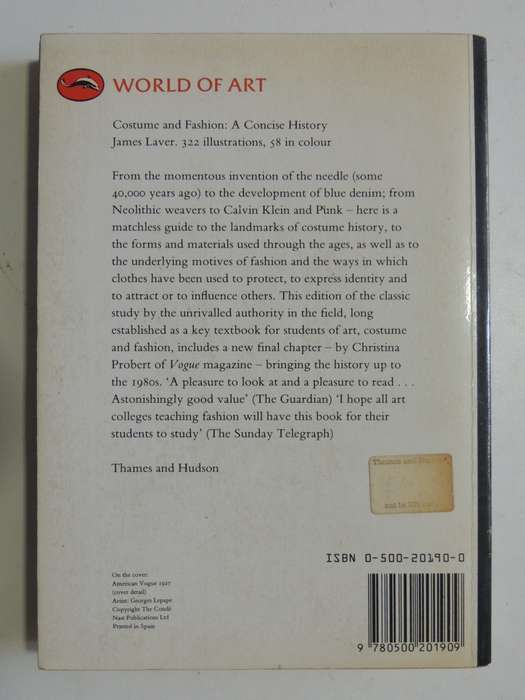 WORLD OF ART
Costume and Fashion: A Concise History
James Laver. 322 illustrations, 58 in colour
From the momentous invention of the needle (some
40,000 years ago) to the development of blue denim; from
Neolithic weavers to Calvin Klein and Punk – here is a
matchless guide to the landmarks of costume history, to
the forms and materials used through the ages, as well as to
the underlying motives of fashion and the ways in which
clothes have been used to protect, to express identity and
to attract or to influence others. This edition of the classic
study by the unrivalled authority in the field, long
established as a key textbook for students of art, costume
and fashion, includes a new final chapter – by Christina
Probert of Vogue magazine – bringing the history up to
the 1980s. ‘A pleasure to look at and a pleasure to read . . .
Astonishingly good value’ (The Guardian) ‘I hope all art
colleges teaching fashion will have this book for their
students to study’ (The Sunday Telegraph)
Thames and Hudson
Thames and
ISBN 0-500-20190-0
On the cover:
American Vogue 1927
(cover detail)
Artist: Georges Lepape
Copyright The Condé
Nast Publications Ltd
Printed in Spain
9 780500 201909